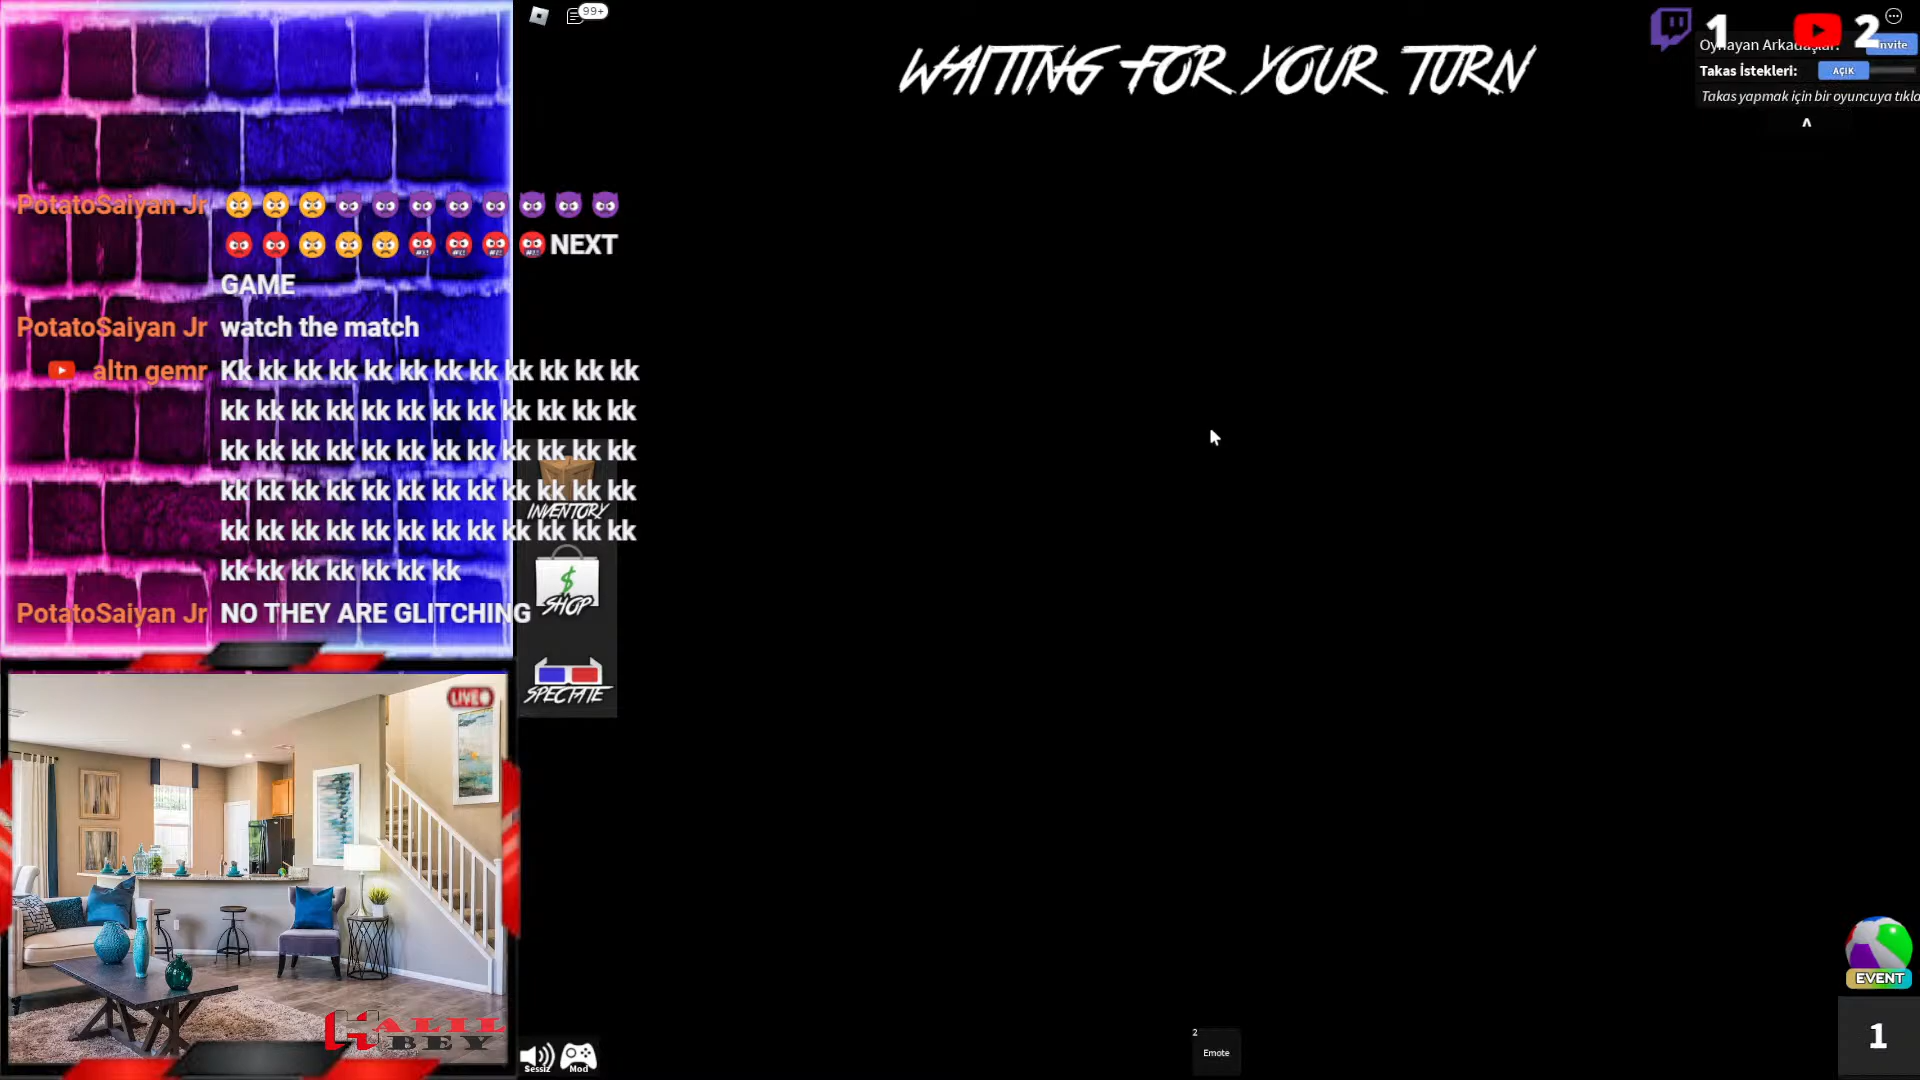 99+
WAITING FOR YOUR TURN
1
2
Oynayan Arkadaşlar:
Invite
Takas İstekleri:
AÇIK
Takas yapmak için bir oyuncuya tıkla
^
PotatoSaiyan Jr
NEXT
GAME
PotatoSaiyan Jr watch the match
altn gemr Kk kk kk kk kk kk kk kk kk kk kk kk
kk kk kk kk kk kk kk kk kk kk kk kk
kk kk kk kk kk kk kk kk kk kk kk kk
kk kk kk kk kk kk kk kk kk kk kk kk
kk kk kk kk kk kk kk kk kk kk kk kk
kk kk kk kk kk kk kk
PotatoSaiyan Jr NO THEY ARE GLITCHING
INVENTORY
$
SHOP
SPECTATE
LIVE
HALIL
BEY
Sessiz
Mod
2
Emote
EVENT
1